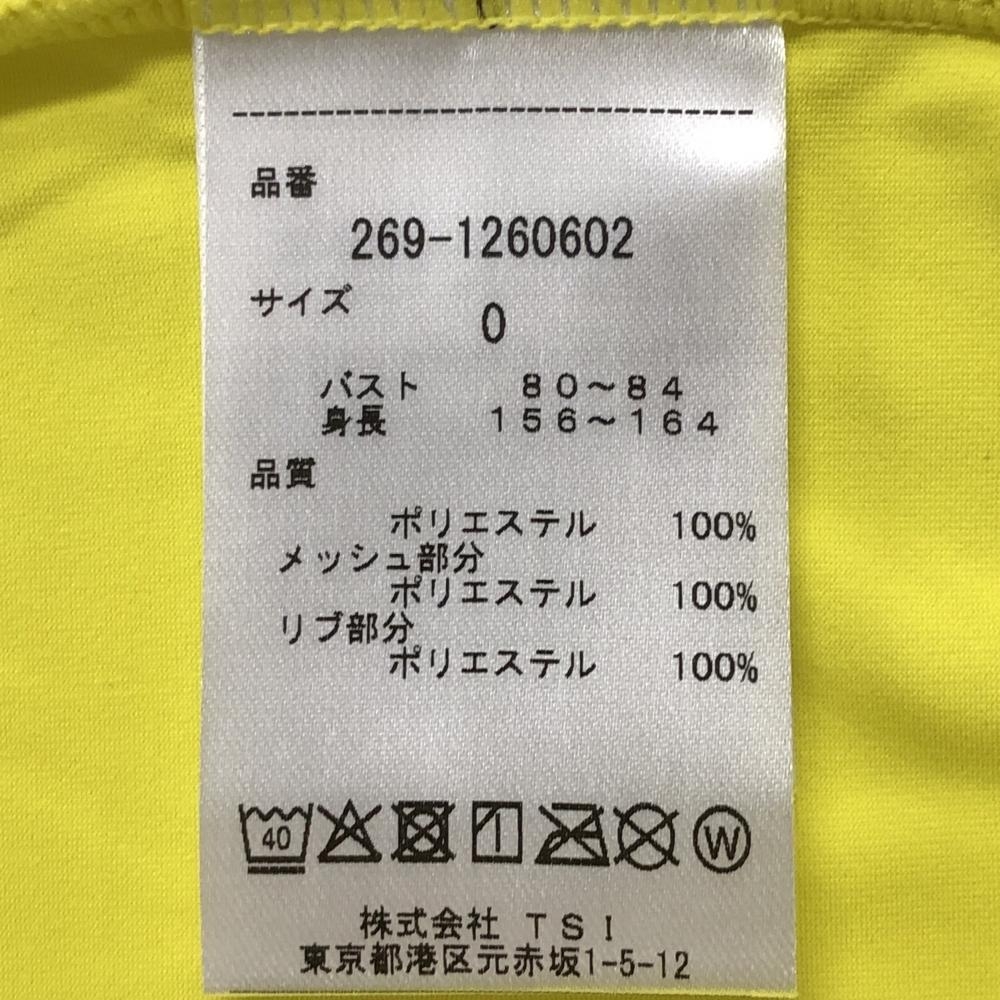 品番
269-1260602
サイズ
0
バスト 80~84
身長 156~164
品質
ポリエステル 100%
メッシュ部分
ポリエステル 100%
リブ部分
ポリエステル 100%
40 W
株式会社 TSI
東京都港区元赤坂1-5-12